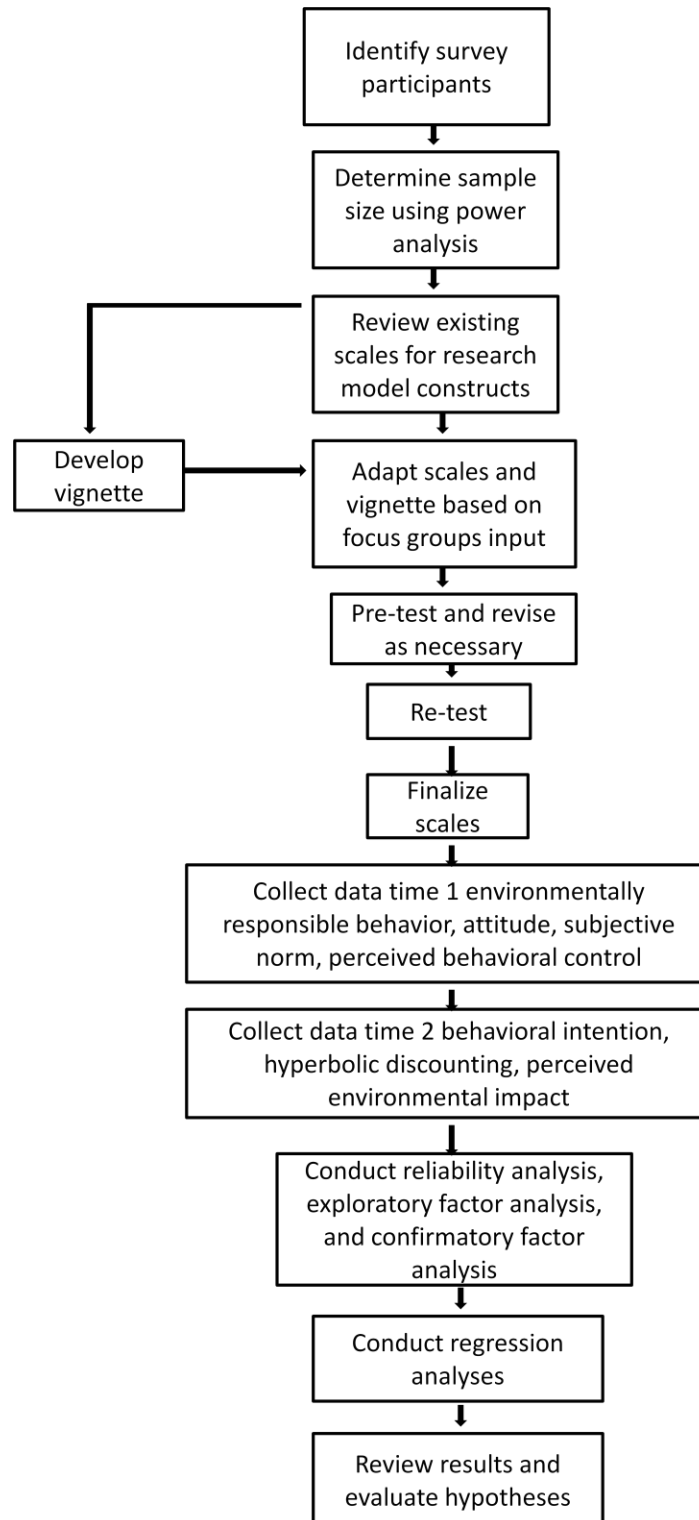 Identify survey
participants
Determine sample
size using power
analysis
Review existing
scales for research
model constructs
Develop
vignette
Adapt scales and
vignette based on
focus groups input
Pre-test and revise
as necessary
Re-test
Finalize
scales
Collect data time 1 environmentally
responsible behavior, attitude, subjective
norm, perceived behavioral control
Collect data time 2 behavioral intention,
hyperbolic discounting, perceived
environmental impact
Conduct reliability analysis,
exploratory factor analysis,
and confirmatory factor
analysis
Conduct regression
analyses
Review results and
evaluate hypotheses